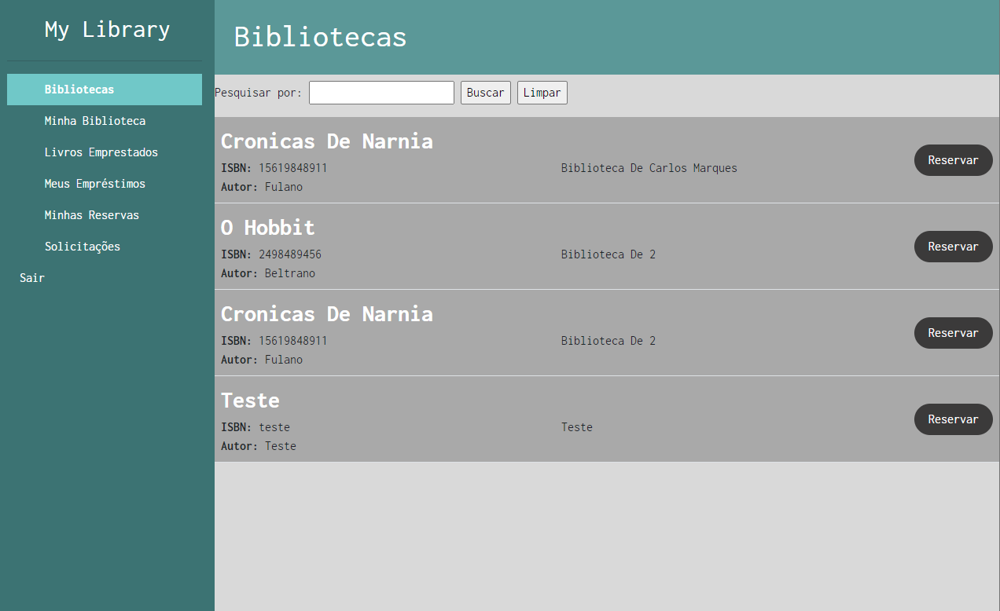 My Library
Bibliotecas
Minha Biblioteca
Livros Emprestados
Meus Empréstimos
Minhas Reservas
Solicitações
Sair
Bibliotecas
Pesquisar por: Buscar Limpar
Cronicas De Narnia
ISBN: 15619848911 Biblioteca De Carlos Marques Reservar
Autor: Fulano
O Hobbit
ISBN: 2498489456 Biblioteca De 2 Reservar
Autor: Beltrano
Cronicas De Narnia
ISBN: 15619848911 Biblioteca De 2 Reservar
Autor: Fulano
Teste
ISBN: teste Teste Reservar
Autor: Teste